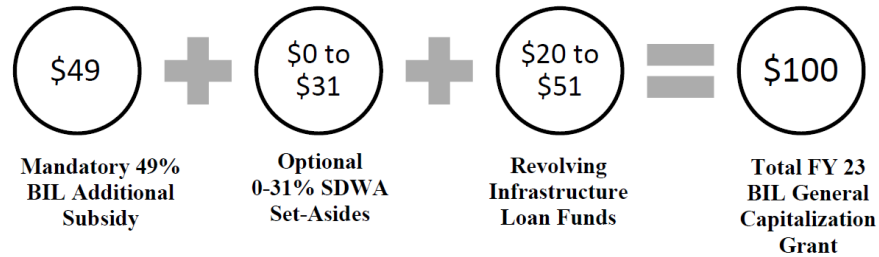 $49
$0 to
$31
$20 to
$51
$100
Mandatory 49%
BIL Additional
Subsidy
Optional
0-31% SDWA
Set-Asides
Revolving
Infrastructure
Loan Funds
Total FY 23
BIL General
Capitalization
Grant